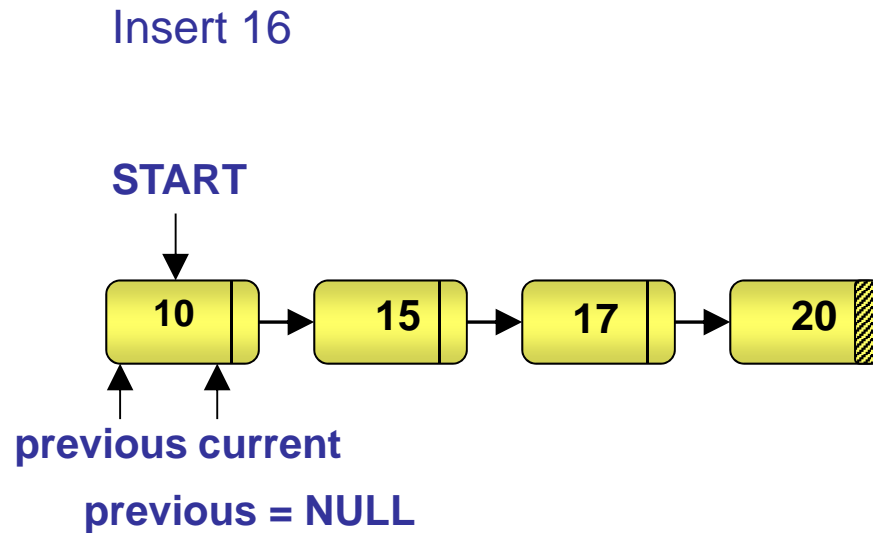 Insert 16
START
10 15 17 20
previous current
previous = NULL